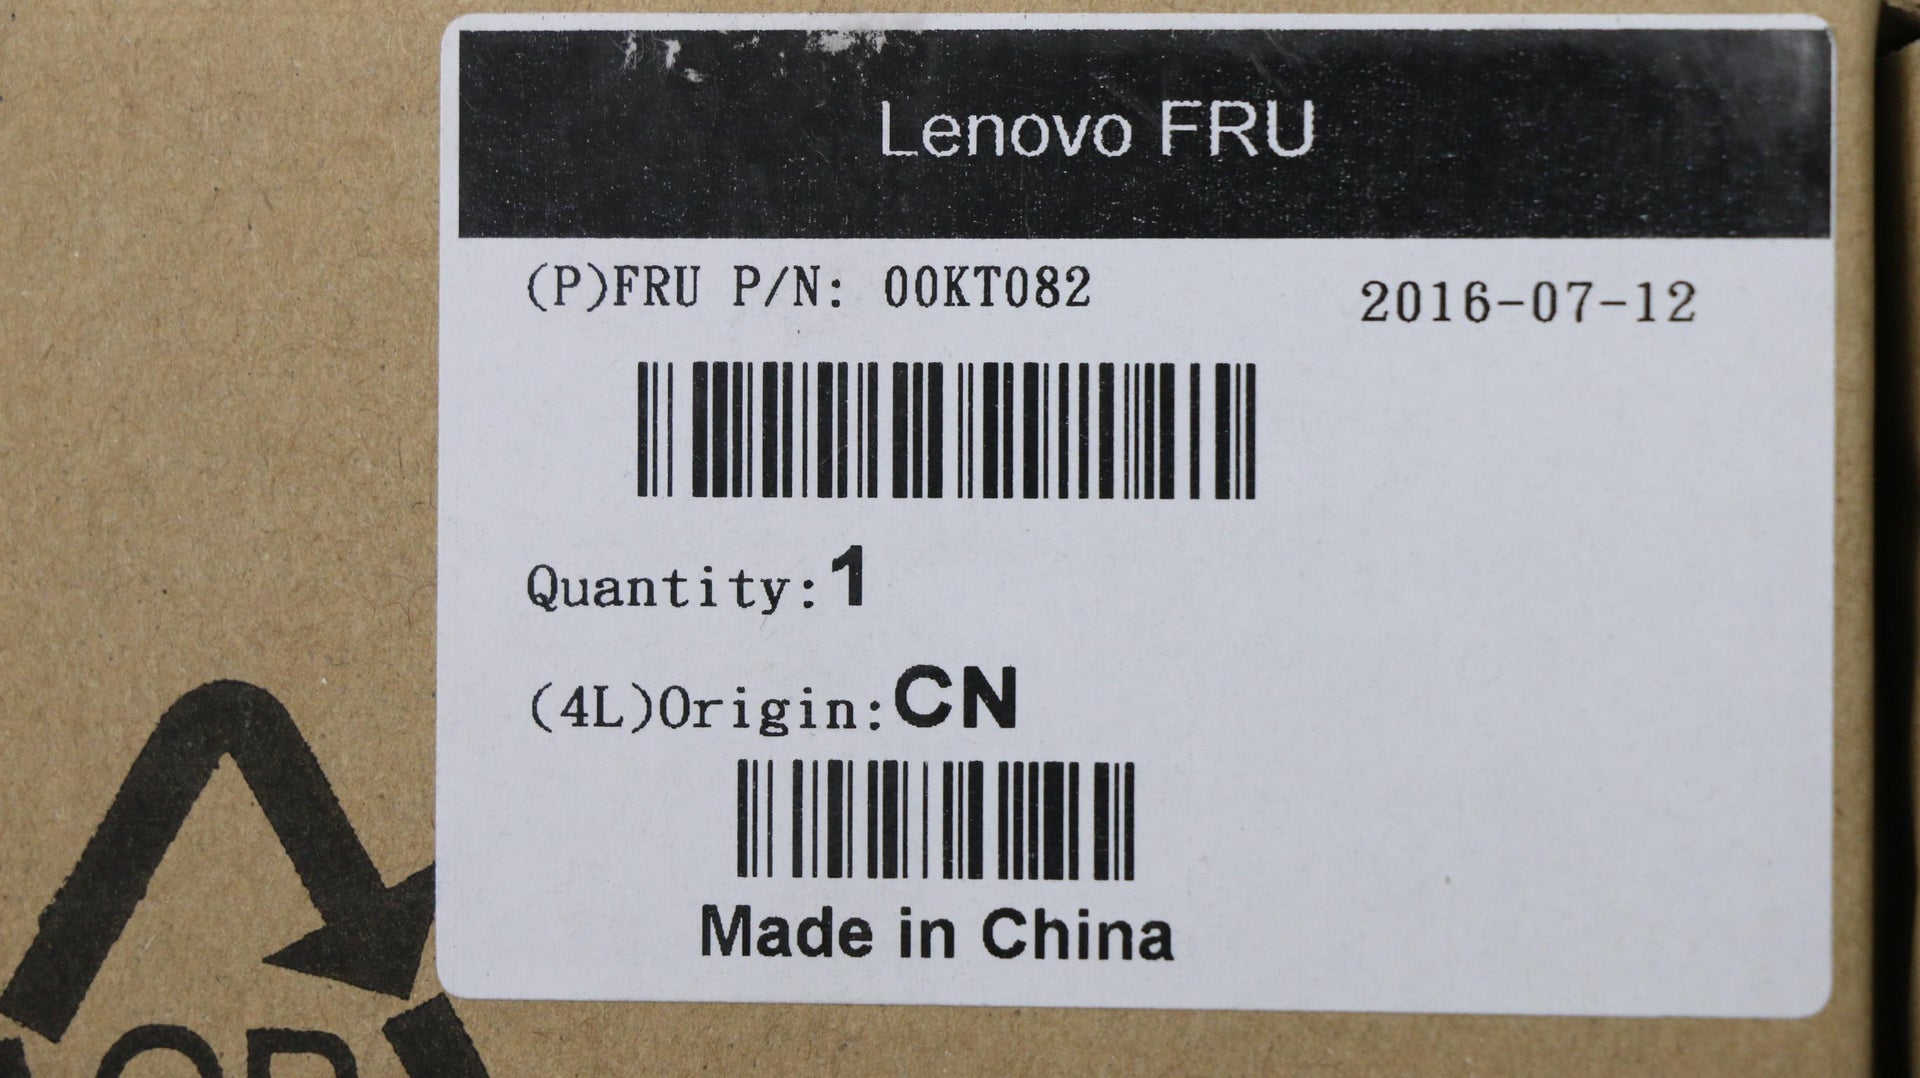 Lenovo FRU
(P)FRU P/N: 00KT082
2016-07-12
Quantity:1
(4L)Origin:CN
Made in China